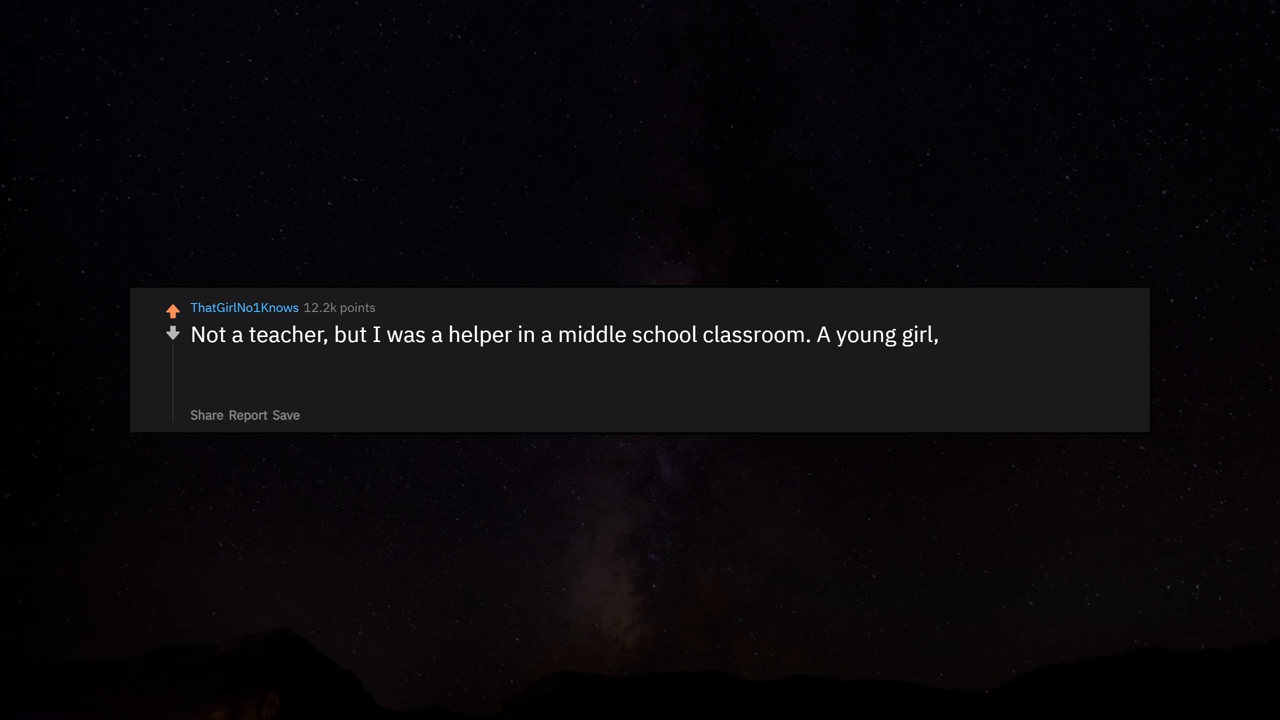 ThatGirlNo1Knows 12.2k points
Not a teacher, but I was a helper in a middle school classroom. A young girl,
Share Report Save